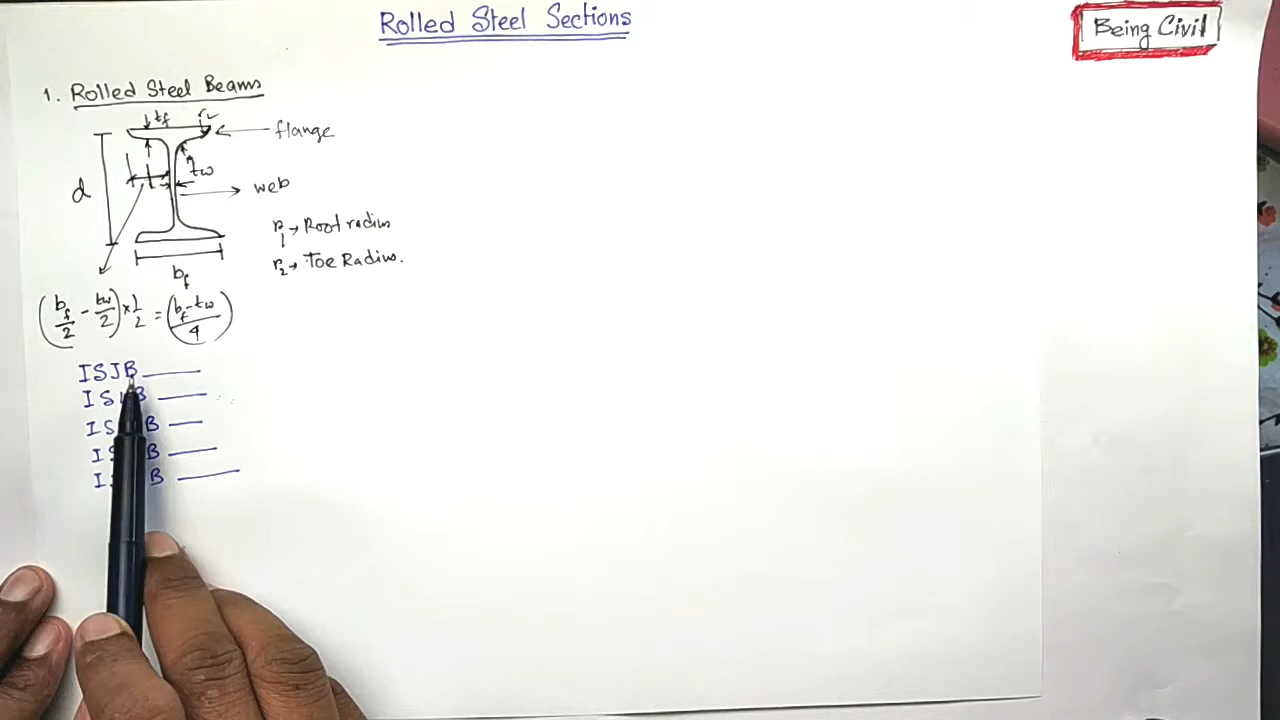 Rolled Steel Sections
Being Civil
1. Rolled Steel Beams
tf
r2
flange
d
tw
web
r1 → Root radius
r2 → Toe Radius.
bf
(bf/2 - tw/2) × 1/2 = (bf - tw/4)
ISJB
B
B
B
B